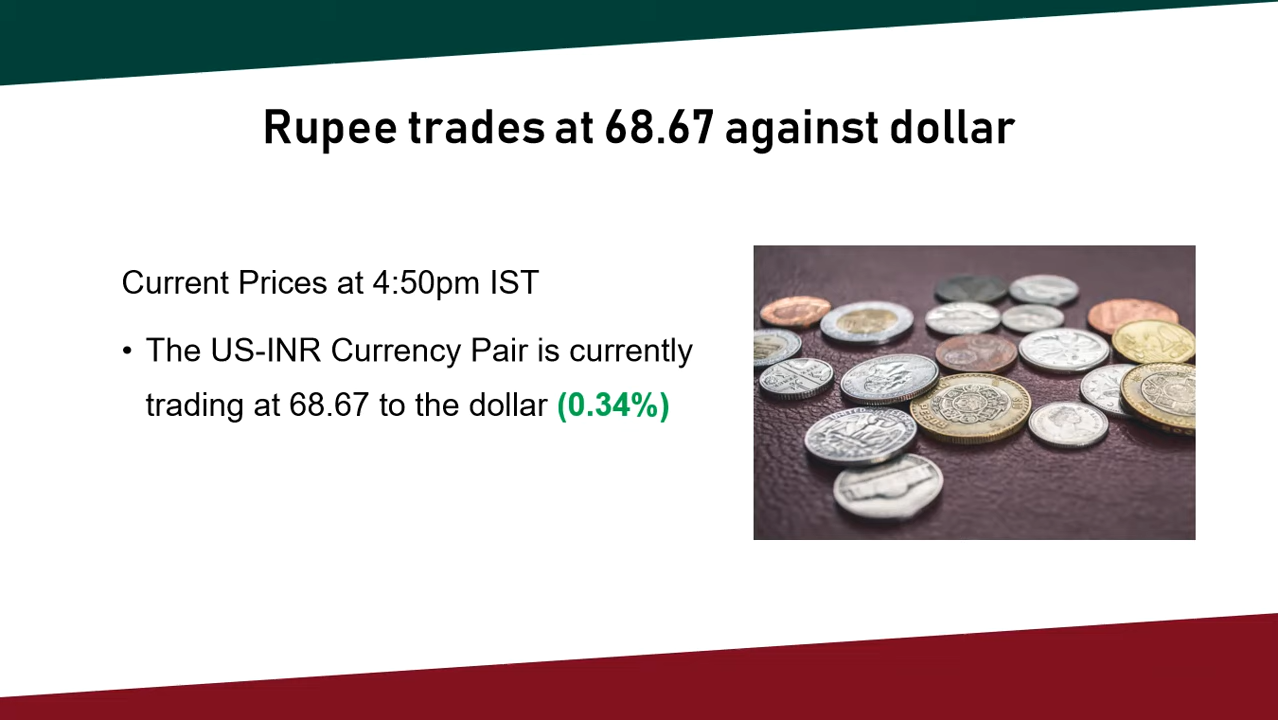 Rupee trades at 68.67 against dollar
Current Prices at 4:50pm IST
• The US-INR Currency Pair is currently
trading at 68.67 to the dollar (0.34%)